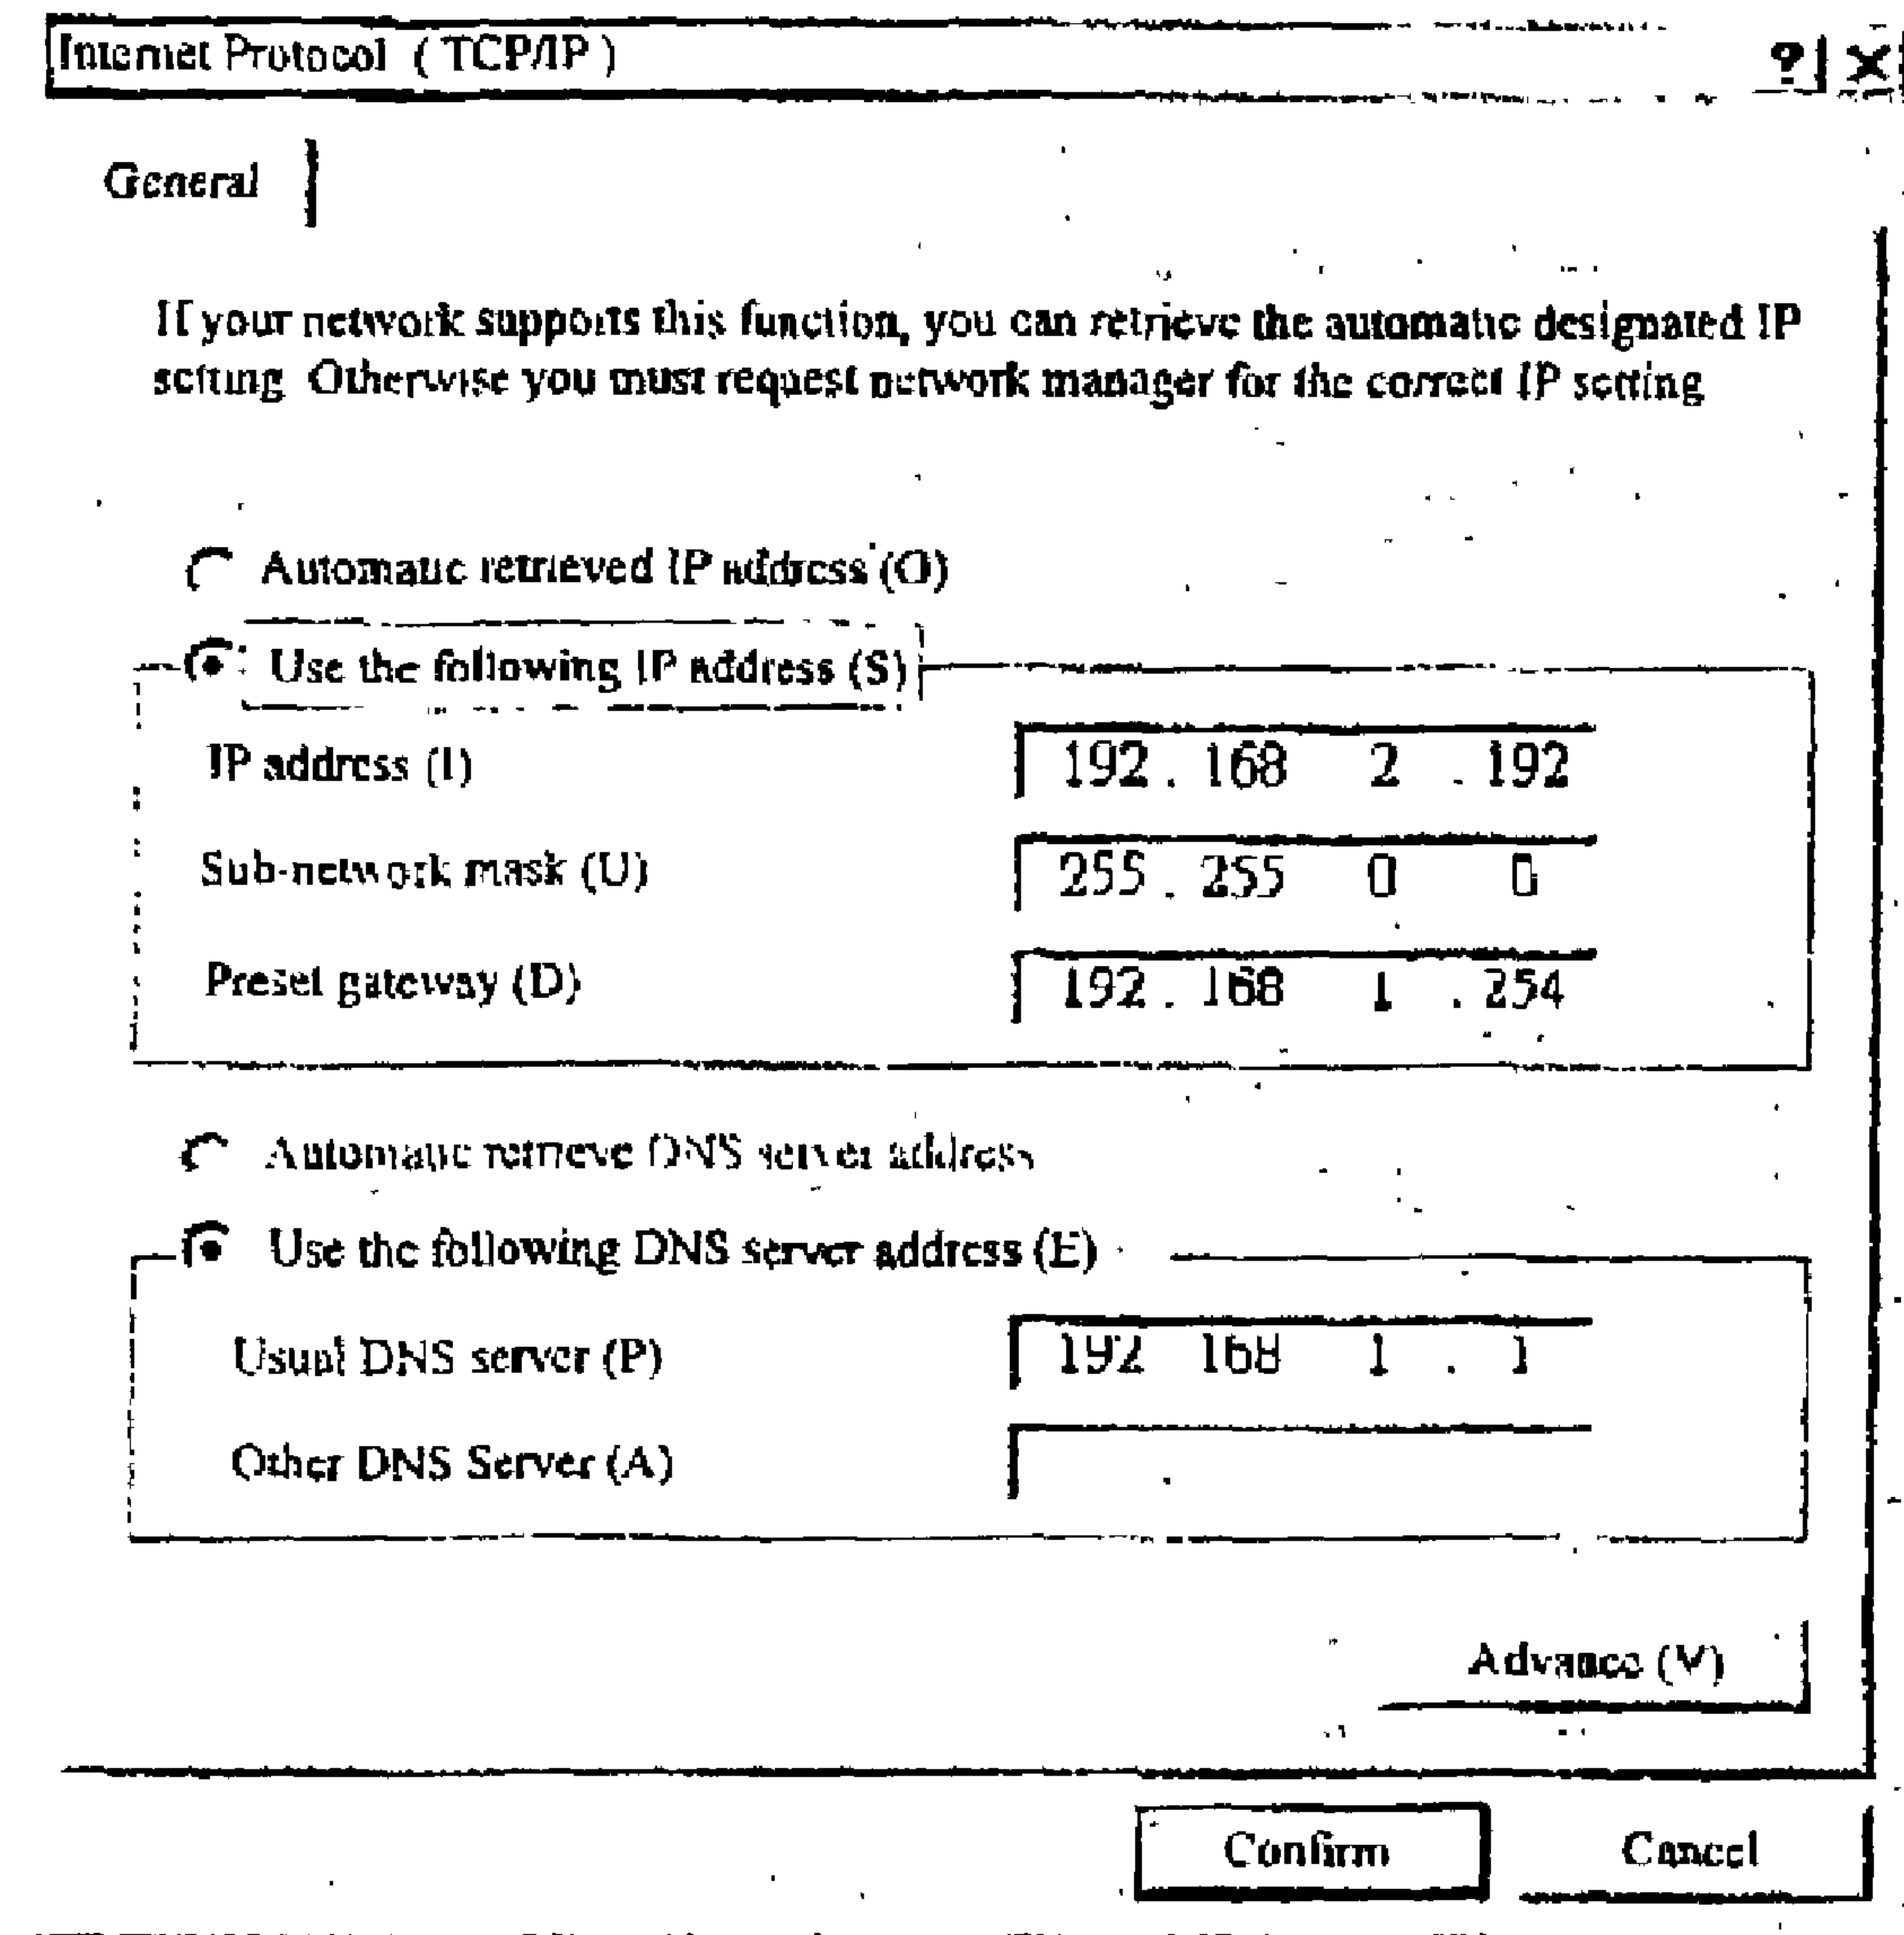 Internet Protocol ( TCP/IP ) ? X
General
If your network supports this function, you can retrieve the automatic designated IP
setting Otherwise you must request network manager for the correct IP setting
Automatic retrieved IP address (O)
Use the following IP address (S)
IP address (I) 192 . 168 2 . 192
Sub-network mask (U) 255 . 255 0 0
Preset gateway (D) 192 . 168 1 . 254
Automatic retrieve DNS server address
Use the following DNS server address (E)
Usual DNS server (P) 192 168 1 . 1
Other DNS Server (A) .
Advance (V)
Confirm Cancel